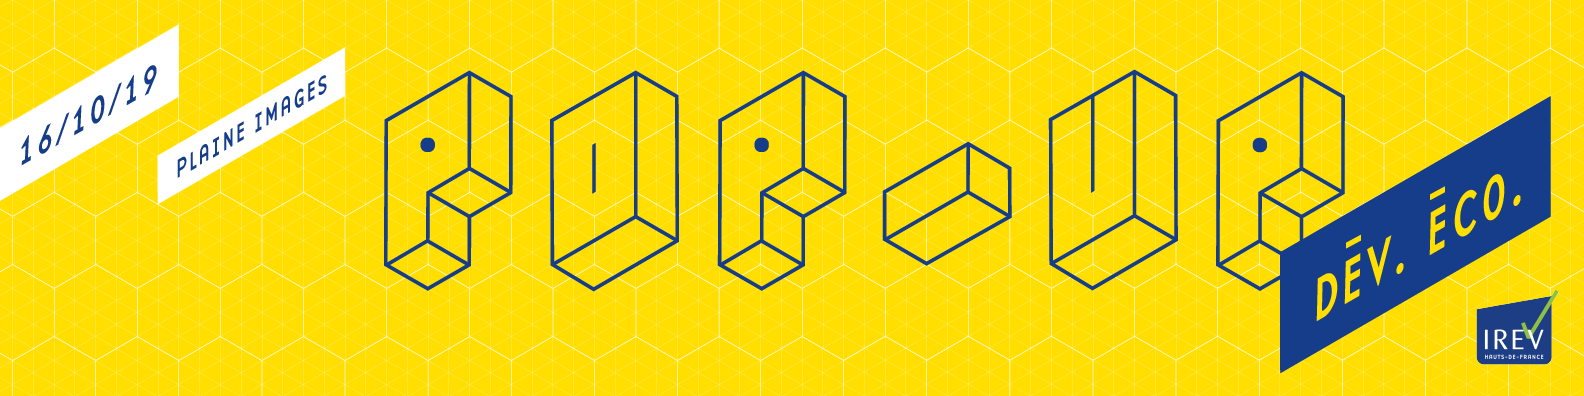 16/10/19
PLAINE IMAGES
POP-UP
DĒV. ĒCO.
IREV
HAUTS-DE-FRANCE